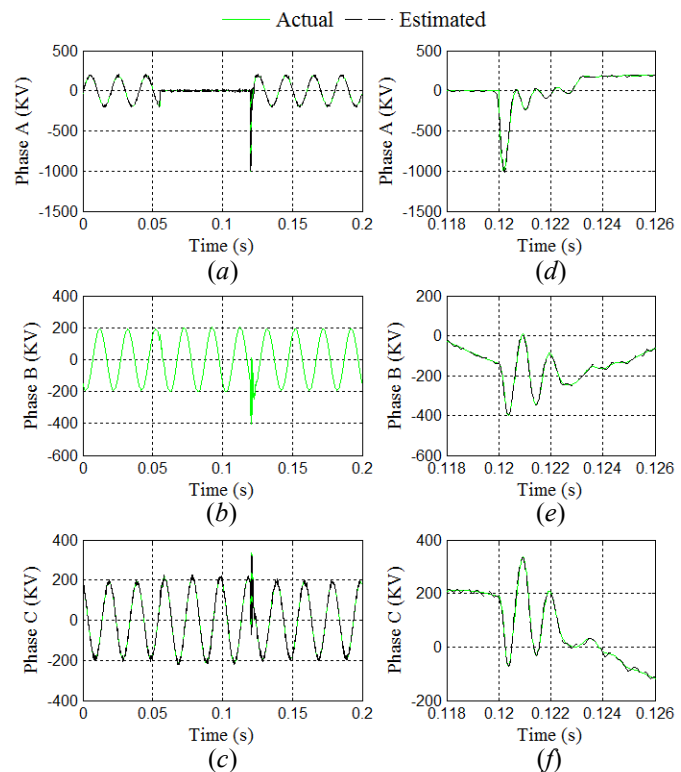 Actual Estimated
500
0
-500
-1000
-1500
Phase A (KV)
0 0.05 0.1 0.15 0.2
Time (s)
(a)
500
0
-500
-1000
-1500
Phase A (KV)
0.118 0.12 0.122 0.124 0.126
Time (s)
(d)
400
200
0
-200
-400
-600
Phase B (KV)
0 0.05 0.1 0.15 0.2
Time (s)
(b)
200
0
-200
-400
-600
Phase B (KV)
0.118 0.12 0.122 0.124 0.126
Time (s)
(e)
400
200
0
-200
-400
Phase C (KV)
0 0.05 0.1 0.15 0.2
Time (s)
(c)
400
200
0
-200
Phase C (KV)
0.118 0.12 0.122 0.124 0.126
Time (s)
(f)